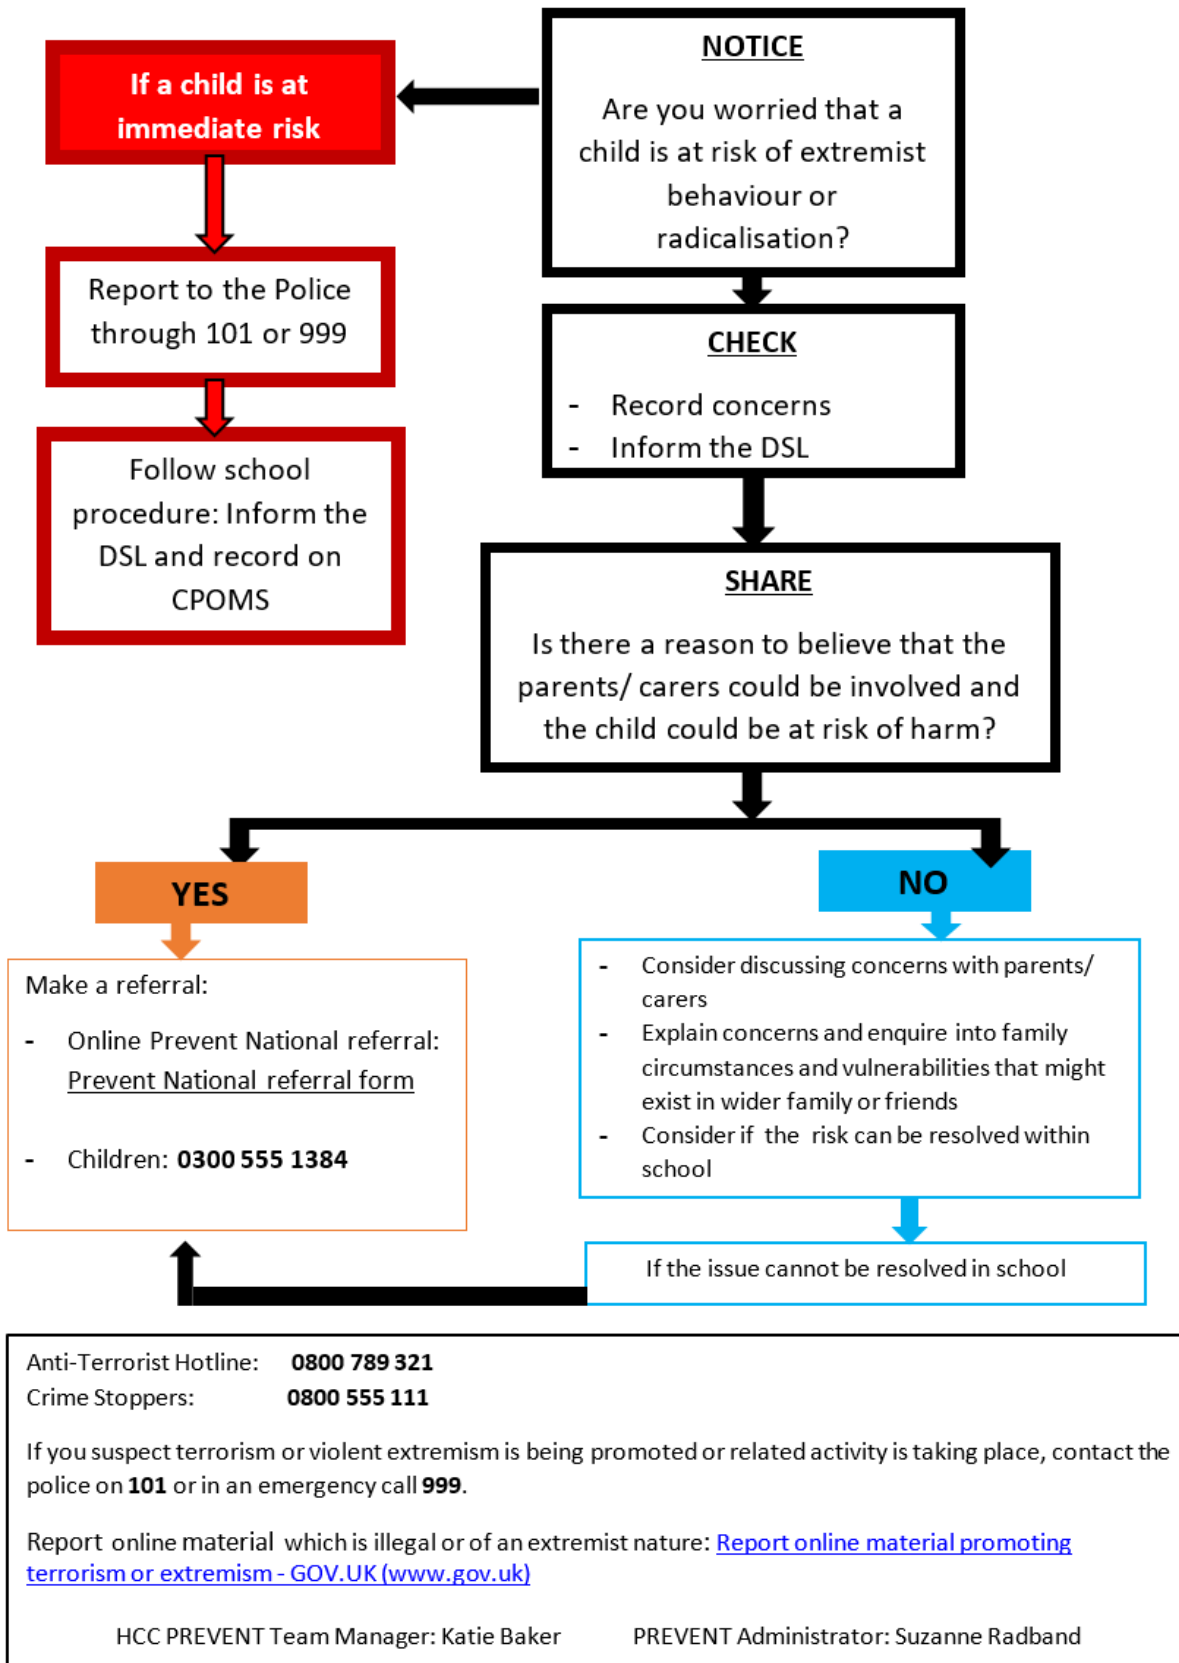 NOTICE
Are you worried that a
child is at risk of extremist
behaviour or
radicalisation?
If a child is at
immediate risk
Report to the Police
through 101 or 999
Follow school
procedure: Inform the
DSL and record on
CPOMS
CHECK
- Record concerns
- Inform the DSL
SHARE
Is there a reason to believe that the
parents/ carers could be involved and
the child could be at risk of harm?
YES
Make a referral:
- Online Prevent National referral:
Prevent National referral form
- Children: 0300 555 1384
NO
- Consider discussing concerns with parents/
carers
- Explain concerns and enquire into family
circumstances and vulnerabilities that might
exist in wider family or friends
- Consider if the risk can be resolved within
school
If the issue cannot be resolved in school
Anti-Terrorist Hotline: 0800 789 321
Crime Stoppers: 0800 555 111
If you suspect terrorism or violent extremism is being promoted or related activity is taking place, contact the
police on 101 or in an emergency call 999.
Report online material which is illegal or of an extremist nature: Report online material promoting
terrorism or extremism - GOV.UK (www.gov.uk)
HCC PREVENT Team Manager: Katie Baker PREVENT Administrator: Suzanne Radband